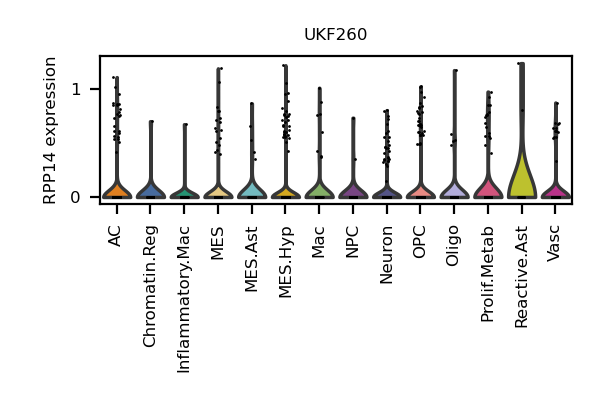 UKF260
RPP14 expression
1
0
AC
Chromatin.Reg
Inflammatory.Mac
MES
MES.Ast
MES.Hyp
Mac
NPC
Neuron
OPC
Oligo
Prolif.Metab
Reactive.Ast
Vasc